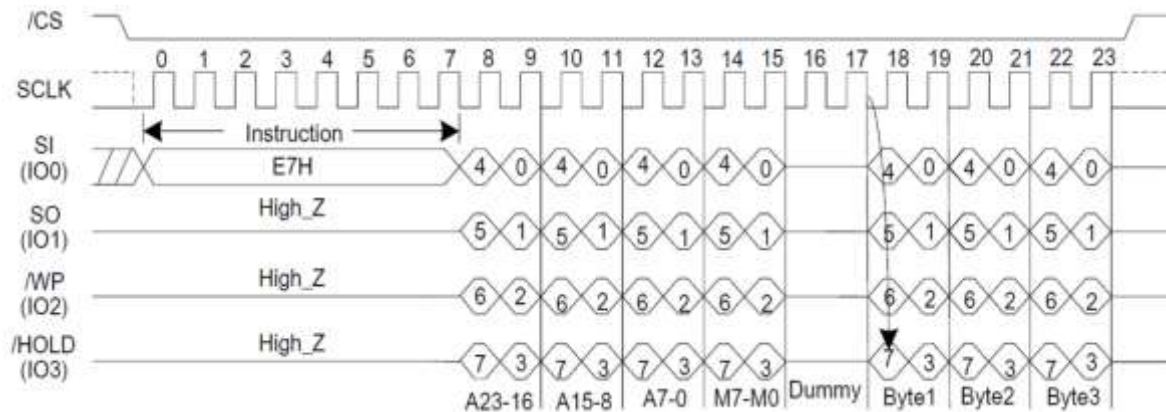 /CS
0 1 2 3 4 5 6 7 8 9 10 11 12 13 14 15 16 17 18 19 20 21 22 23
SCLK
Instruction
SI
(IO0)
E7H
4 0 4 0 4 0 4 0 4 0 4 0 4 0
SO
(IO1)
High_Z
5 1 5 1 5 1 5 1 5 1 5 1 5 1
/WP
(IO2)
High_Z
6 2 6 2 6 2 6 2 6 2 6 2 6 2
/HOLD
(IO3)
High_Z
7 3 7 3 7 3 7 3 7 3 7 3 7 3
A23-16 A15-8 A7-0 M7-M0 Dummy Byte1 Byte2 Byte3